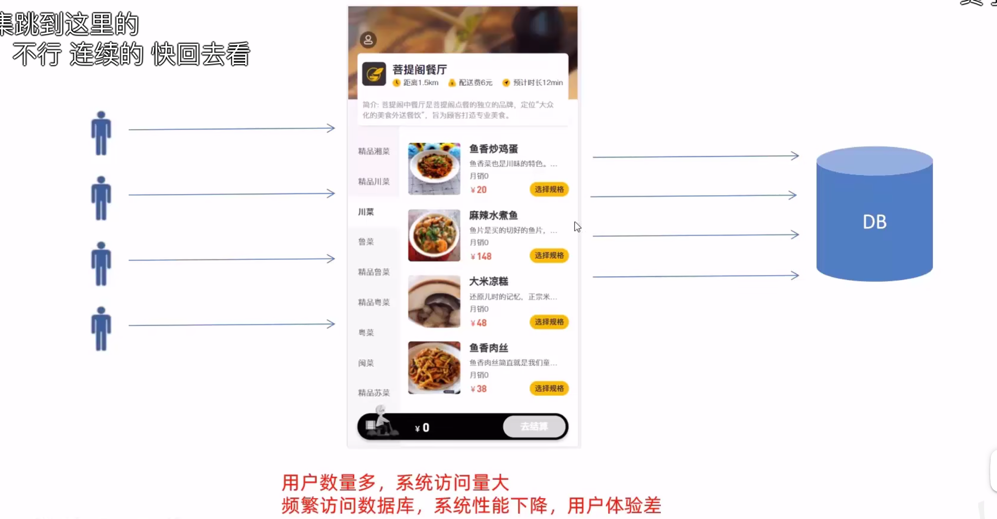 集跳到这里的
不行 连续的 快回去看
菩提阁餐厅
距离1.5km 配送费6元 预计时长12min
简介: 菩提阁中餐厅是菩提阁点餐的独立的品牌，定位“大众
化的美食外送餐饮”，旨为顾客打造专业美食。
精品湘菜
精品川菜
川菜
鲁菜
精品鲁菜
精品粤菜
粤菜
闽菜
精品苏菜
鱼香炒鸡蛋
鱼香菜也是川味的特色。...
月销0
¥20 选择规格
麻辣水煮鱼
鱼片是买的切好的鱼片，...
月销0
¥148 选择规格
大米凉糕
还原儿时的记忆，正宗米...
月销0
¥48 选择规格
鱼香肉丝
鱼香肉丝简直就是我们童...
月销0
¥38 选择规格
¥0 去结算
DB
用户数量多，系统访问量大
频繁访问数据库，系统性能下降，用户体验差